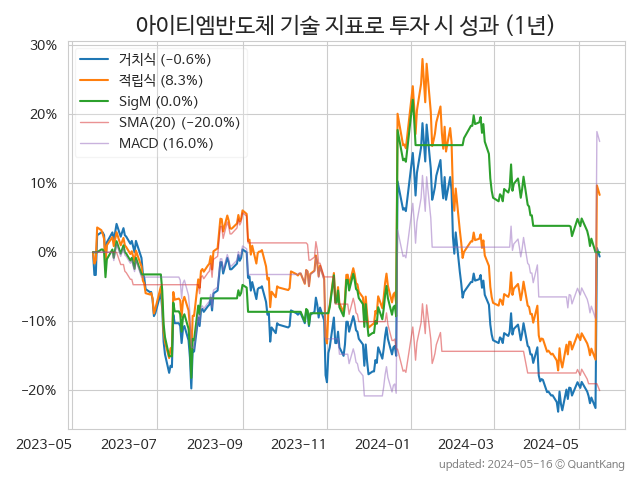 아이티엠반도체 기술 지표로 투자 시 성과 (1년)
거치식 (−0.6%)
적립식 (8.3%)
SigM (0.0%)
SMA(20) (−20.0%)
MACD (16.0%)
30%
20%
10%
0%
−10%
−20%
2023-05 2023-07 2023-09 2023-11 2024-01 2024-03 2024-05
updated: 2024-05-16 © QuantKang